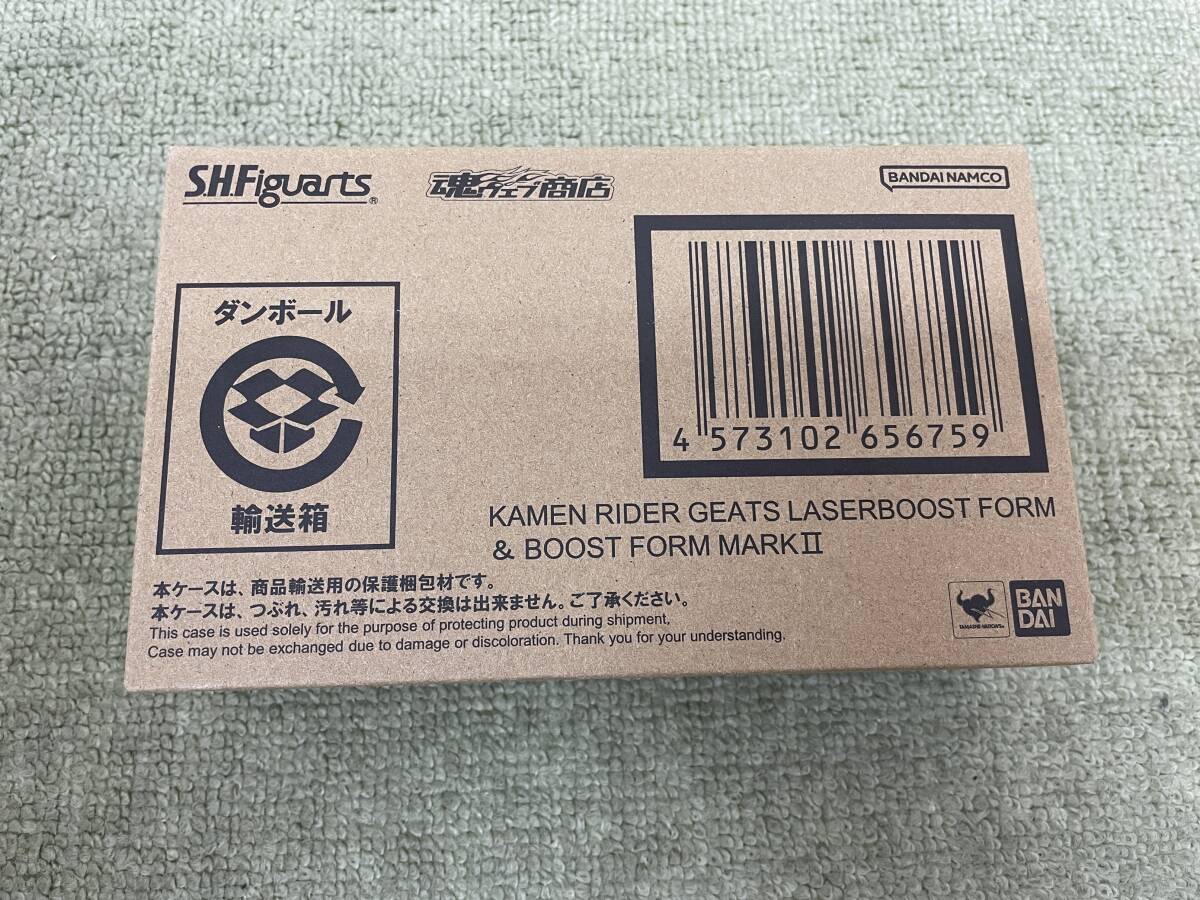 S.H.Figuarts®
魂ウェブ商店
BANDAI NAMCO
ダンボール
輸送箱
4 573102 656759
KAMEN RIDER GEATS LASERBOOST FORM
& BOOST FORM MARKⅡ
本ケースは、商品輸送用の保護梱包材です。
本ケースは、つぶれ、汚れ等による交換は出来ません。ご了承ください。
This case is used solely for the purpose of protecting product during shipment.
Case may not be exchanged due to damage or discoloration. Thank you for your understanding.
TAMASHII NATIONS
BAN
DAI